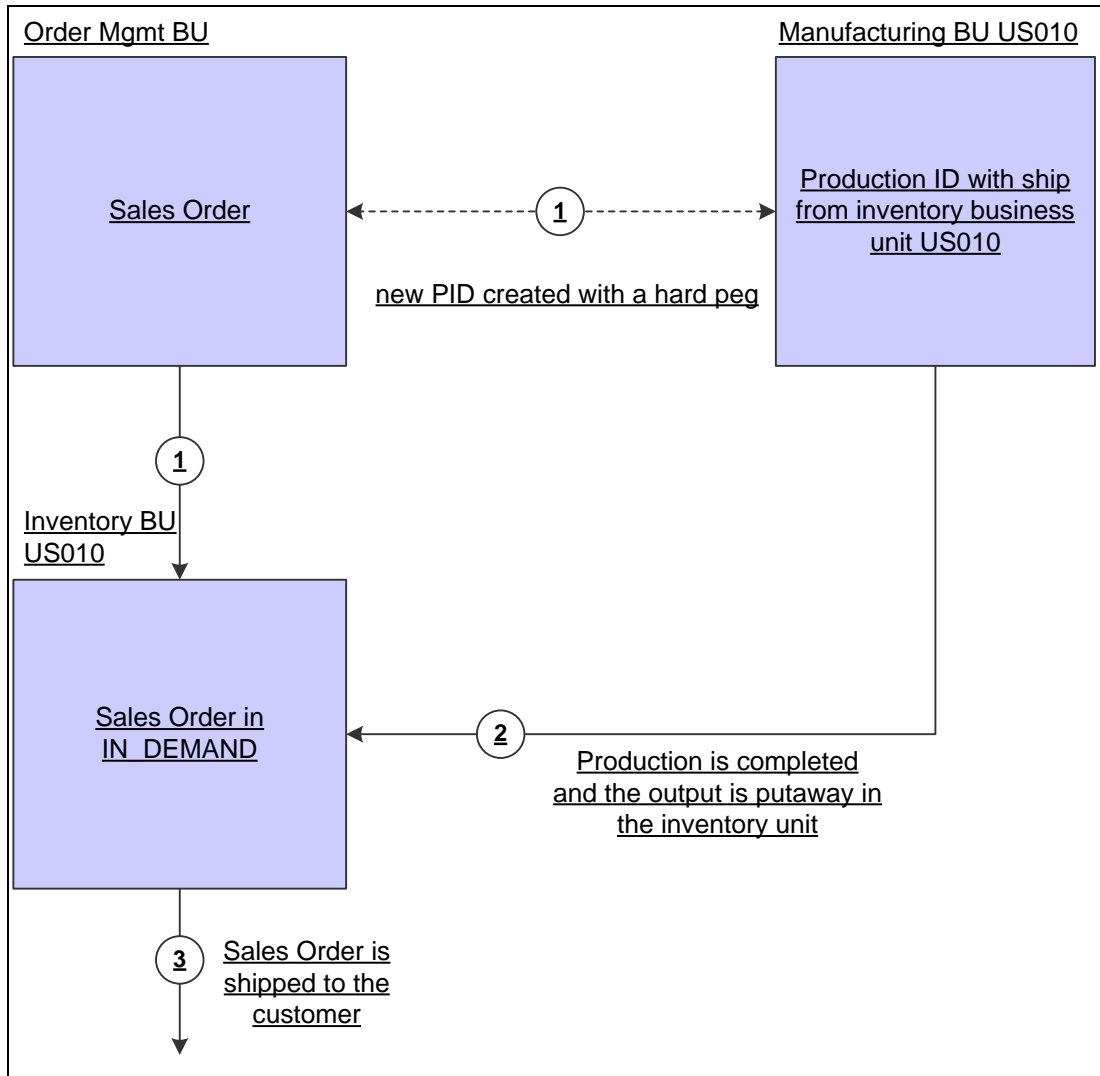 Order Mgmt BU
Manufacturing BU US010
Sales Order
1
Production ID with ship
from inventory business
unit US010
new PID created with a hard peg
1
Inventory BU
US010
Sales Order in
IN_DEMAND
2
Production is completed
and the output is putaway in
the inventory unit
3
Sales Order is
shipped to the
customer